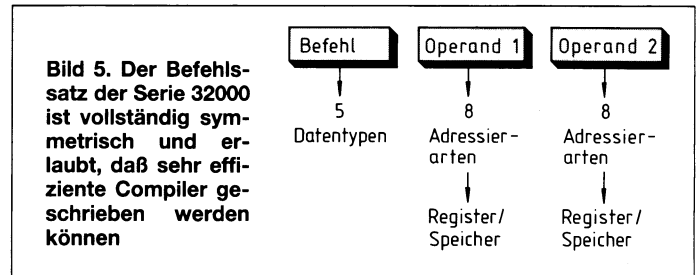 Bild 5. Der Befehls-
satz der Serie 32000
ist vollständig sym-
metrisch und er-
laubt, daß sehr effi-
ziente Compiler ge-
schrieben werden
können
Befehl
Operand 1
Operand 2
5
8
8
Datentypen
Adressier-
arten
Adressier-
arten
Register/
Speicher
Register/
Speicher